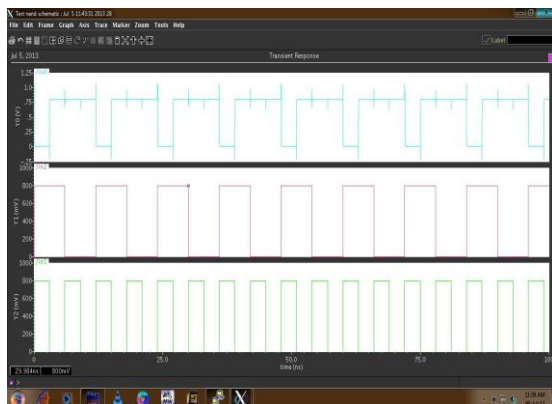 Test nand schematic : Jul 5 11:43:31 2013 28
File Edit Frame Graph Axis Trace Marker Zoom Tools Help
Label
Jul 5, 2013
Transient Response
1.25
1.0
.75
.5
.25
0
-.25
Y0 (V)
1000
800
600
400
200
0
Y1 (mV)
1000
800
600
400
200
0
Y2 (mV)
0 25.0 50.0 75.0 100
time (ns)
29.984ns 800mV
>
11:38 AM